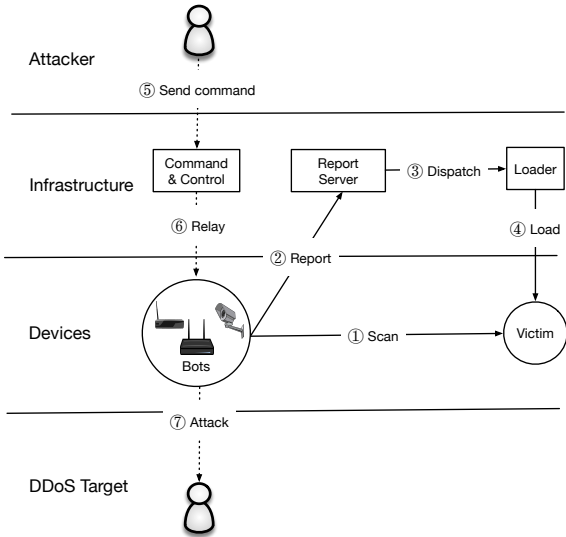 Attacker
⑤ Send command
Infrastructure
Command
& Control
Report
Server
③ Dispatch
Loader
⑥ Relay
④ Load
② Report
Devices
Bots
① Scan
Victim
⑦ Attack
DDoS Target